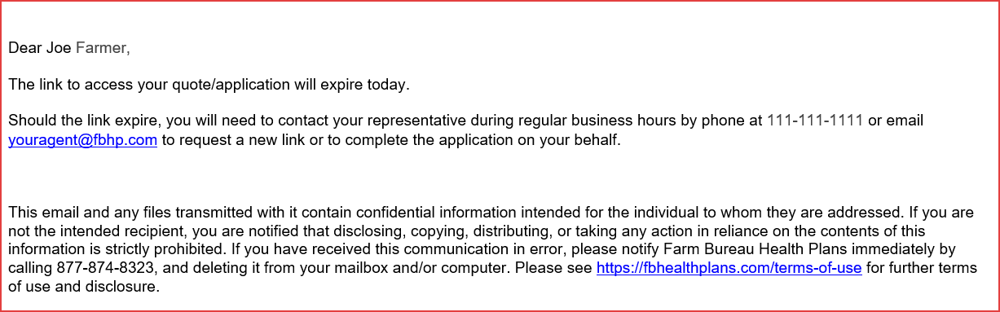 Dear Joe Farmer,
The link to access your quote/application will expire today.
Should the link expire, you will need to contact your representative during regular business hours by phone at 111-111-1111 or email
youragent@fbhp.com to request a new link or to complete the application on your behalf.
This email and any files transmitted with it contain confidential information intended for the individual to whom they are addressed. If you are
not the intended recipient, you are notified that disclosing, copying, distributing, or taking any action in reliance on the contents of this
information is strictly prohibited. If you have received this communication in error, please notify Farm Bureau Health Plans immediately by
calling 877-874-8323, and deleting it from your mailbox and/or computer. Please see https://fbhealthplans.com/terms-of-use for further terms
of use and disclosure.